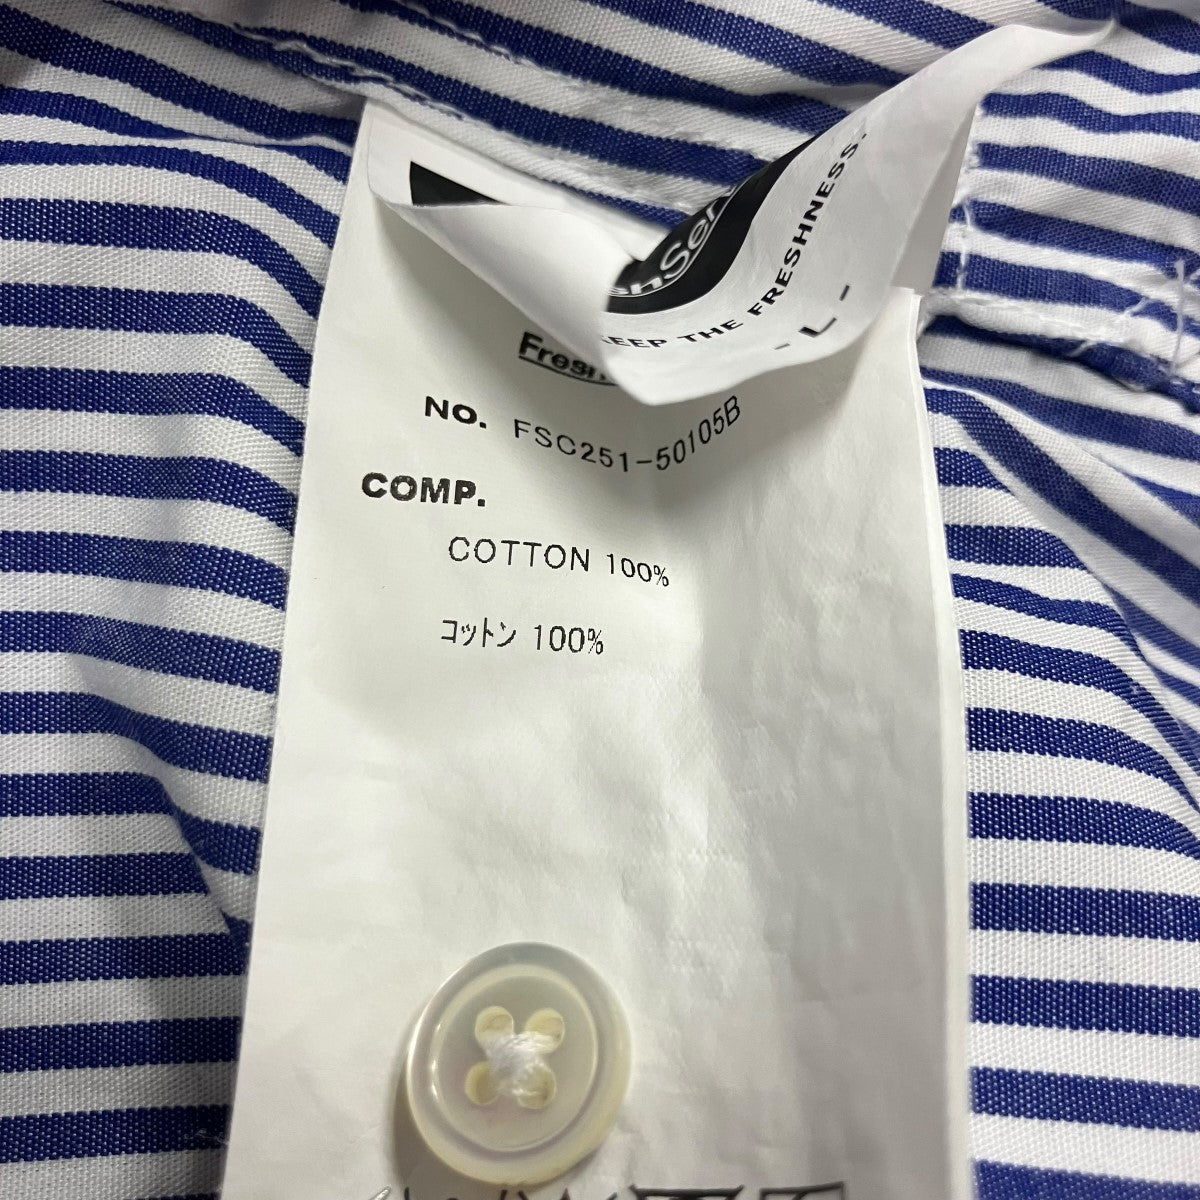 KEEP THE FRESHNESS.
- L -
NO. FSC251-50105B
COMP.
COTTON 100%
コットン 100%